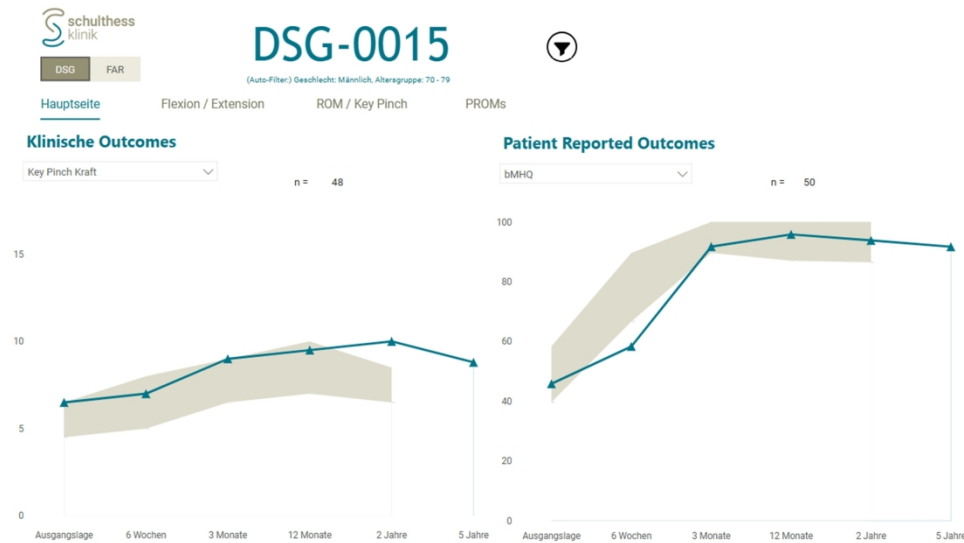 schulthess
klinik
DSG-0015
(Auto-Filter:) Geschlecht: Männlich, Altersgruppe: 70 - 79
DSG FAR
Hauptseite Flexion / Extension ROM / Key Pinch PROMs
Klinische Outcomes
Key Pinch Kraft
n = 48
15
10
5
0
Ausgangslage 6 Wochen 3 Monate 12 Monate 2 Jahre 5 Jahre
Patient Reported Outcomes
bMHQ
n = 50
100
80
60
40
20
0
Ausgangslage 6 Wochen 3 Monate 12 Monate 2 Jahre 5 Jahre